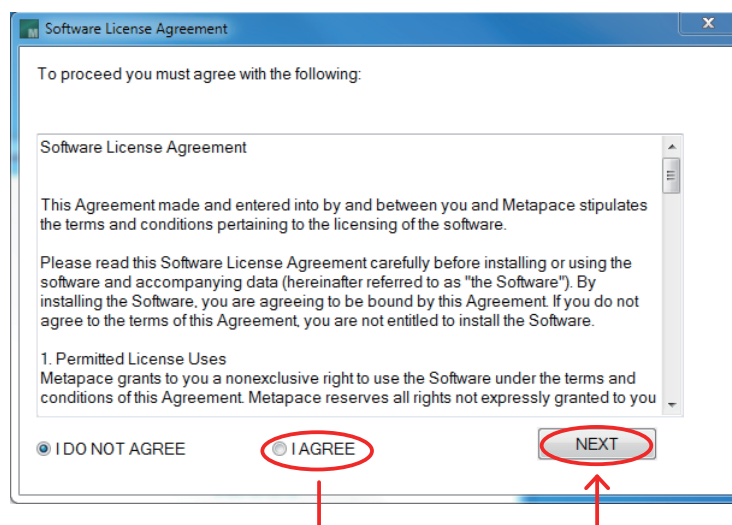 Software License Agreement
X
To proceed you must agree with the following:
Software License Agreement
This Agreement made and entered into by and between you and Metapace stipulates
the terms and conditions pertaining to the licensing of the software.
Please read this Software License Agreement carefully before installing or using the
software and accompanying data (hereinafter referred to as "the Software"). By
installing the Software, you are agreeing to be bound by this Agreement. If you do not
agree to the terms of this Agreement, you are not entitled to install the Software.
1. Permitted License Uses
Metapace grants to you a nonexclusive right to use the Software under the terms and
conditions of this Agreement. Metapace reserves all rights not expressly granted to you
I DO NOT AGREE
I AGREE
NEXT